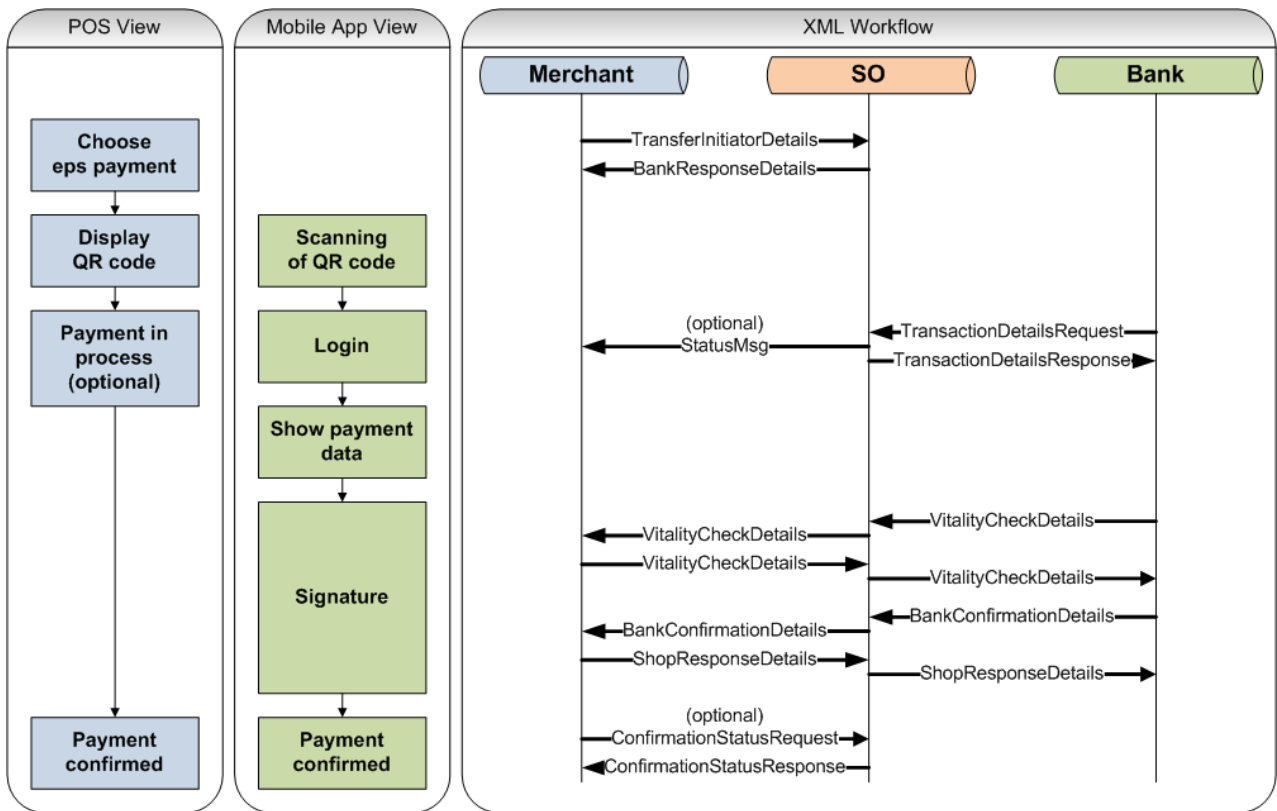 POS View
Choose
eps payment
Display
QR code
Payment in
process
(optional)
Payment
confirmed
Mobile App View
Scanning
of QR code
Login
Show payment
data
Signature
Payment
confirmed
XML Workflow
Merchant
SO
Bank
TransferInitiatorDetails
BankResponseDetails
TransactionDetailsRequest
(optional)
StatusMsg
TransactionDetailsResponse
VitalityCheckDetails
VitalityCheckDetails
VitalityCheckDetails
VitalityCheckDetails
BankConfirmationDetails
BankConfirmationDetails
ShopResponseDetails
ShopResponseDetails
(optional)
ConfirmationStatusRequest
ConfirmationStatusResponse